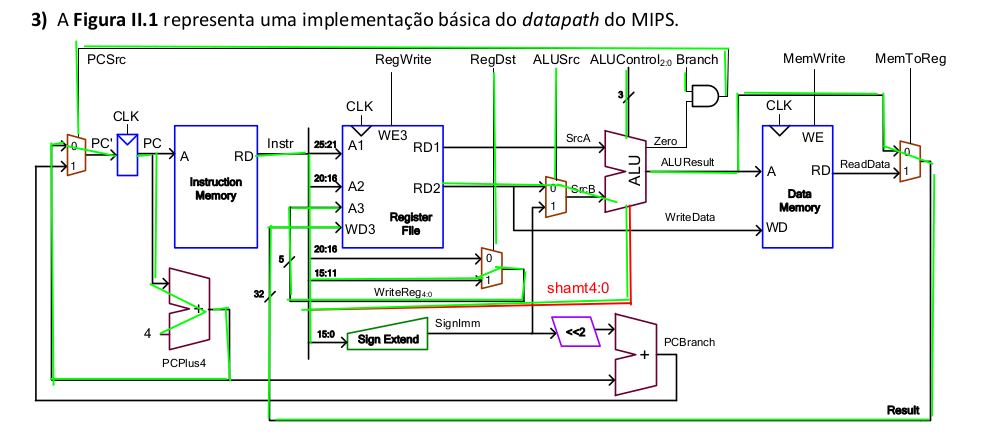 3) A Figura II.1 representa uma implementação básica do datapath do MIPS.
PCSrc
RegWrite
RegDst
ALUSrc
ALUControl2:0
Branch
MemWrite
MemToReg
CLK
CLK
CLK
3
0
1
PC'
PC
A
RD
Instruction
Memory
Instr
25:21
20:16
A1
A2
A3
WD3
WE3
RD1
RD2
Register
File
SrcA
0
1
SrcB
ALU
Zero
ALUResult
WriteData
A
RD
WE
WD
Data
Memory
ReadData
0
1
5
20:16
15:11
0
1
WriteReg4:0
32
shamt4:0
+
4
PCPlus4
15:0
Sign Extend
SignImm
<<2
+
PCBranch
Result